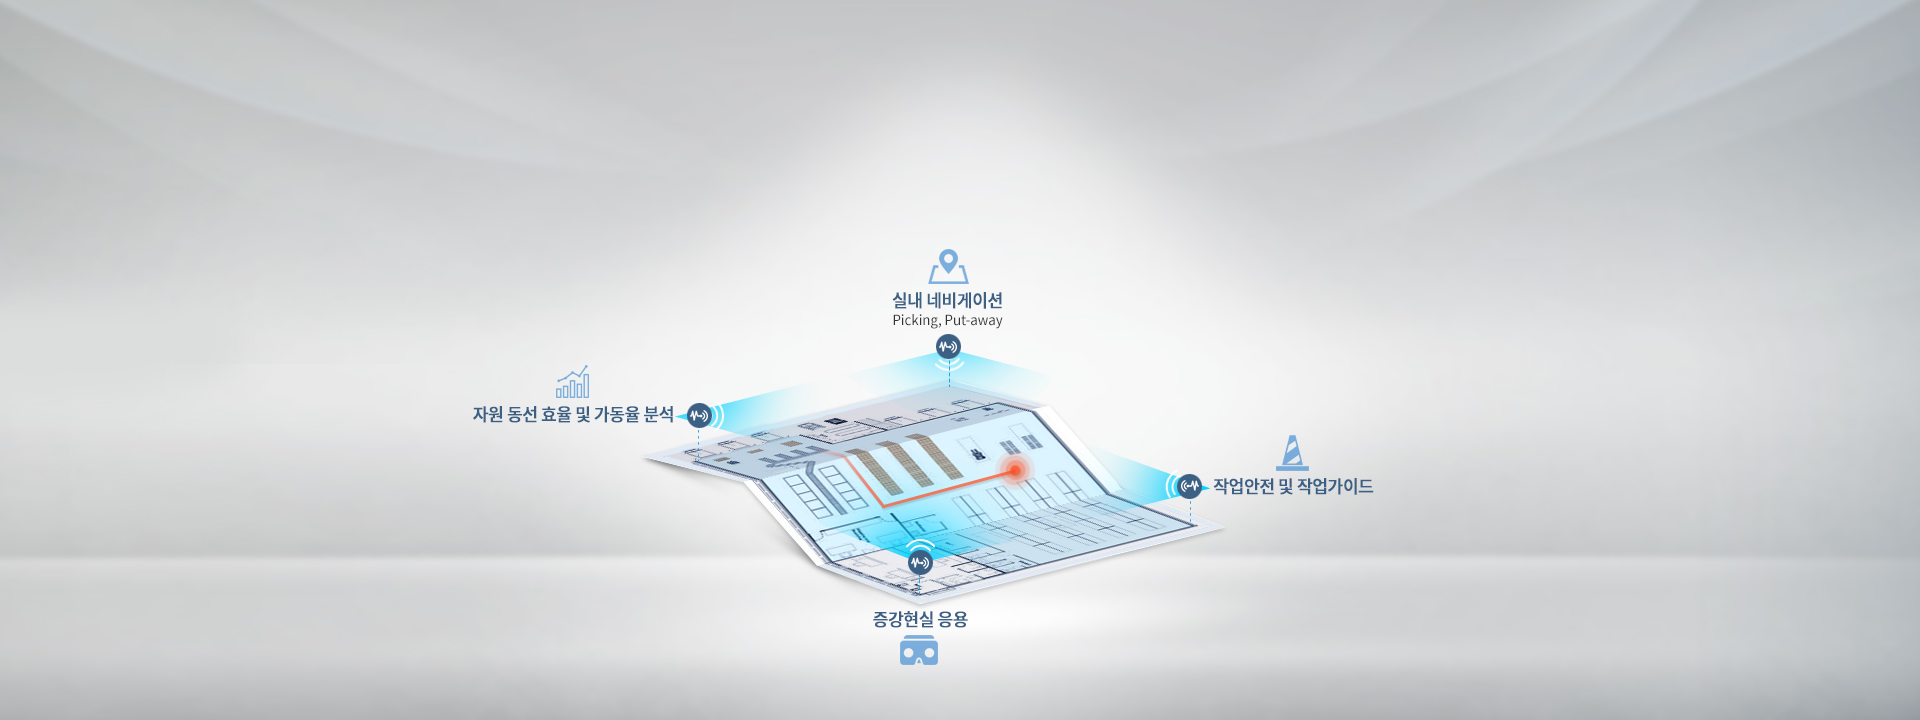 실내 네비게이션
Picking, Put-away
자원 동선 효율 및 가동율 분석
작업안전 및 작업가이드
증강현실 응용